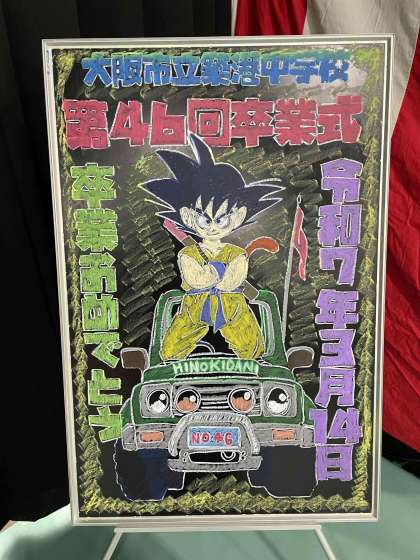 大阪市立築港中学校
第46回卒業式
令和7年3月14日
卒業おめでとう
HINOKIDANI
NO.46